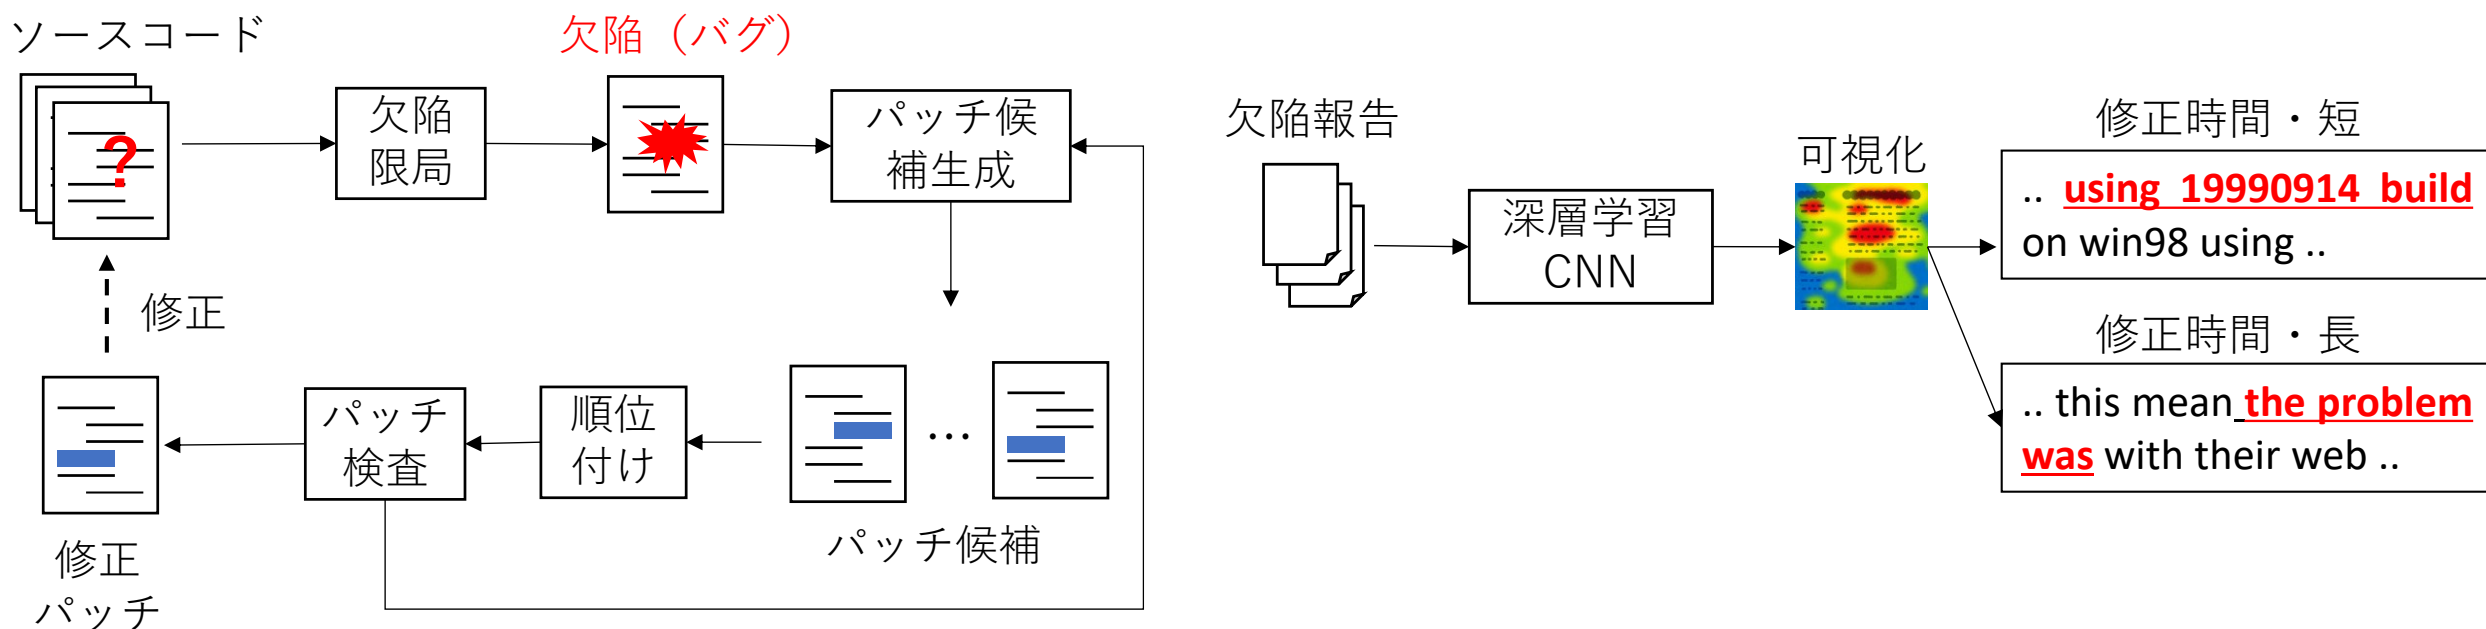 ソースコード
欠陥（バグ）
?
欠陥
限局
パッチ候
補生成
修正
パッチ
検査
順位
付け
…
パッチ候補
修正
パッチ
欠陥報告
深層学習
CNN
可視化
修正時間・短
.. using 19990914 build
on win98 using ..
修正時間・長
.. this mean the problem
was with their web ..